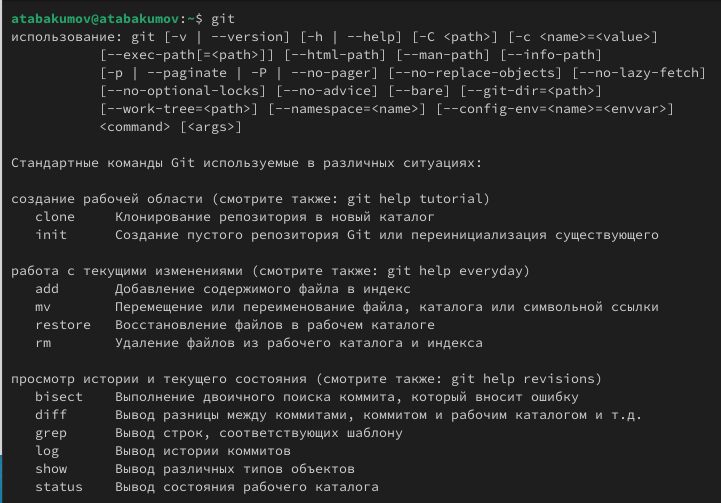 atabakumov@atabakumov:~$ git
использование: git [-v | --version] [-h | --help] [-C <path>] [-c <name>=<value>]
[--exec-path[=<path>]] [--html-path] [--man-path] [--info-path]
[-p | --paginate | -P | --no-pager] [--no-replace-objects] [--no-lazy-fetch]
[--no-optional-locks] [--no-advice] [--bare] [--git-dir=<path>]
[--work-tree=<path>] [--namespace=<name>] [--config-env=<name>=<envvar>]
<command> [<args>]
Стандартные команды Git используемые в различных ситуациях:
создание рабочей области (смотрите также: git help tutorial)
clone Клонирование репозитория в новый каталог
init Создание пустого репозитория Git или переинициализация существующего
работа с текущими изменениями (смотрите также: git help everyday)
add Добавление содержимого файла в индекс
mv Перемещение или переименование файла, каталога или символьной ссылки
restore Восстановление файлов в рабочем каталоге
rm Удаление файлов из рабочего каталога и индекса
просмотр истории и текущего состояния (смотрите также: git help revisions)
bisect Выполнение двоичного поиска коммита, который вносит ошибку
diff Вывод разницы между коммитами, коммитом и рабочим каталогом и т.д.
grep Вывод строк, соответствующих шаблону
log Вывод истории коммитов
show Вывод различных типов объектов
status Вывод состояния рабочего каталога